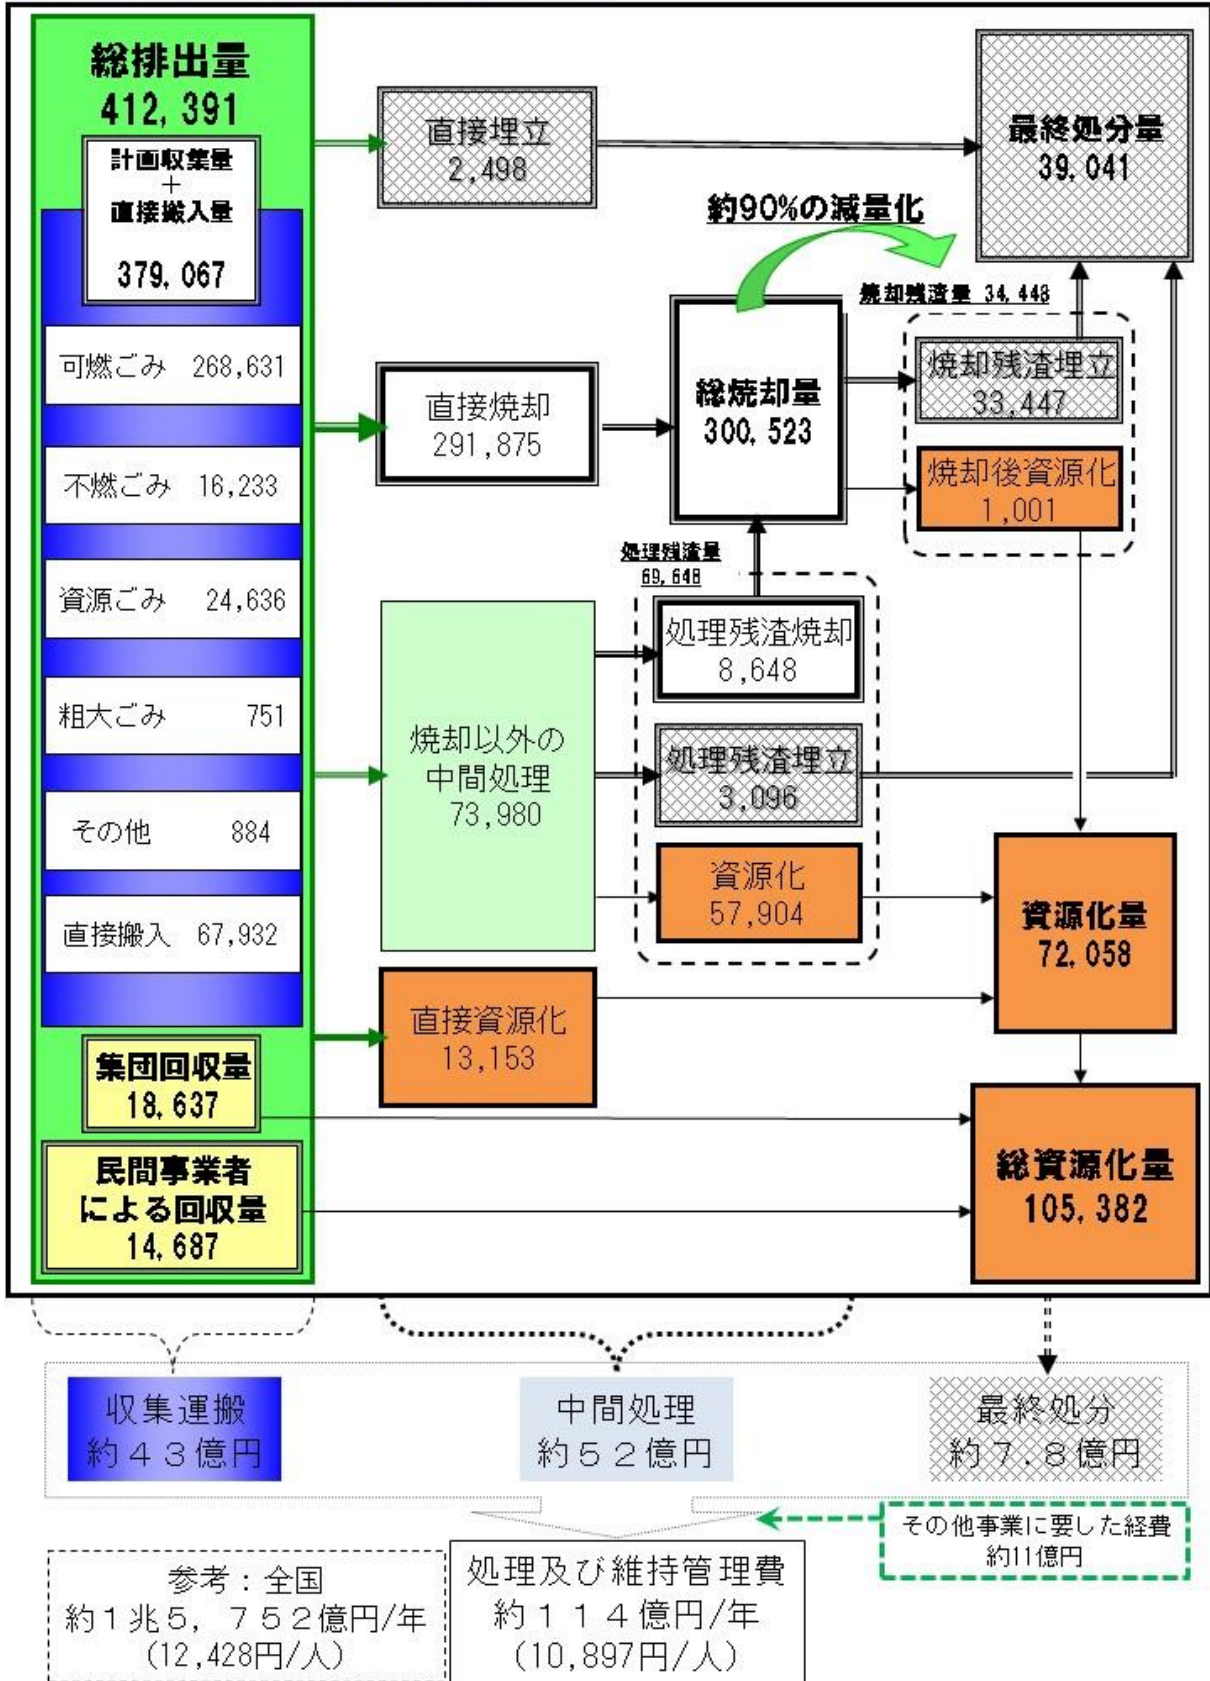 総排出量
412,391
計画収集量
＋
直接搬入量
379,067
可燃ごみ 268,631
不燃ごみ 16,233
資源ごみ 24,636
粗大ごみ 751
その他 884
直接搬入 67,932
集団回収量
18,637
民間事業者
による回収量
14,687
直接埋立
2,498
直接焼却
291,875
焼却以外の
中間処理
73,980
直接資源化
13,153
約90%の減量化
総焼却量
300,523
処理残渣量
69,648
処理残渣焼却
8,648
処理残渣埋立
3,096
資源化
57,904
最終処分量
39,041
焼却残渣量 34,448
焼却残渣埋立
33,447
焼却後資源化
1,001
資源化量
72,058
総資源化量
105,382
収集運搬
約４３億円
中間処理
約５２億円
最終処分
約７.８億円
その他事業に要した経費
約11億円
参考：全国
約１兆５，７５２億円/年
(12,428円/人)
処理及び維持管理費
約１１４億円/年
(10,897円/人)